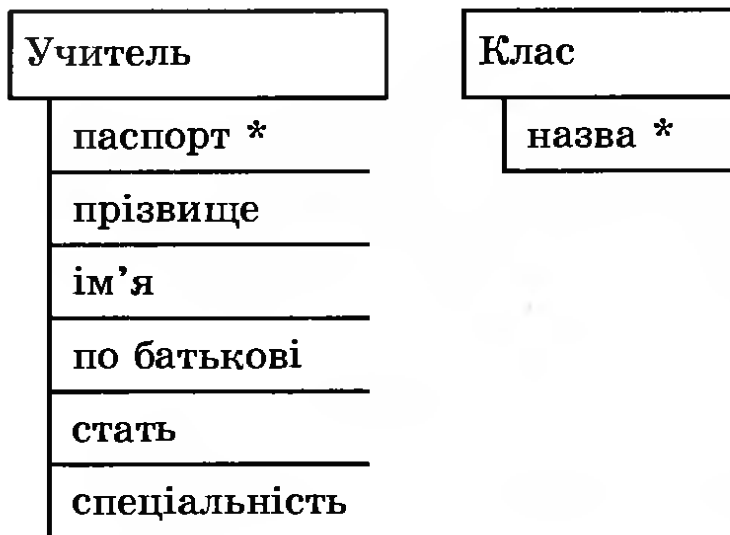 Учитель
паспорт *
прізвище
ім’я
по батькові
стать
спеціальність
Клас
назва *